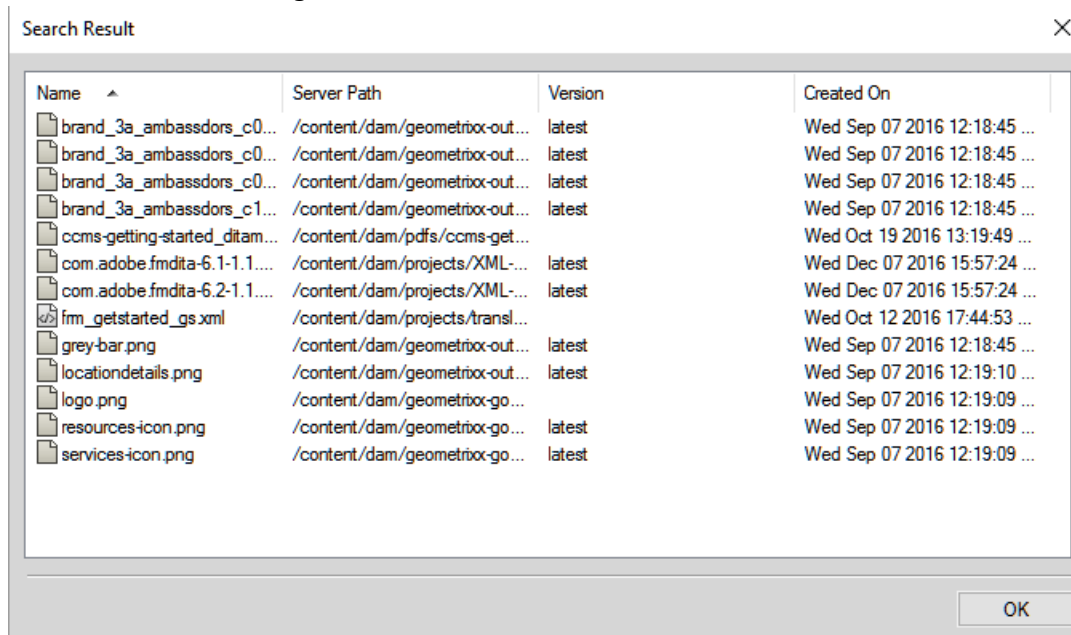 Search Result
Name Server Path Version Created On
brand_3a_ambassdors_c0... /content/dam/geometrixx-out... latest Wed Sep 07 2016 12:18:45 ...
brand_3a_ambassdors_c0... /content/dam/geometrixx-out... latest Wed Sep 07 2016 12:18:45 ...
brand_3a_ambassdors_c0... /content/dam/geometrixx-out... latest Wed Sep 07 2016 12:18:45 ...
brand_3a_ambassdors_c1... /content/dam/geometrixx-out... latest Wed Sep 07 2016 12:18:45 ...
ccms-getting-started_ditam... /content/dam/pdfs/ccms-get... Wed Oct 19 2016 13:19:49 ...
com.adobe.fmdita-6.1-1.1.... /content/dam/projects/XML-... latest Wed Dec 07 2016 15:57:24 ...
com.adobe.fmdita-6.2-1.1.... /content/dam/projects/XML-... latest Wed Dec 07 2016 15:57:24 ...
frm_getstarted_gs.xml /content/dam/projects/transl... Wed Oct 12 2016 17:44:53 ...
grey-bar.png /content/dam/geometrixx-out... latest Wed Sep 07 2016 12:18:45 ...
locationdetails.png /content/dam/geometrixx-out... latest Wed Sep 07 2016 12:19:10 ...
logo.png /content/dam/geometrixx-go... Wed Sep 07 2016 12:19:09 ...
resources-icon.png /content/dam/geometrixx-go... latest Wed Sep 07 2016 12:19:09 ...
services-icon.png /content/dam/geometrixx-go... latest Wed Sep 07 2016 12:19:09 ...
OK